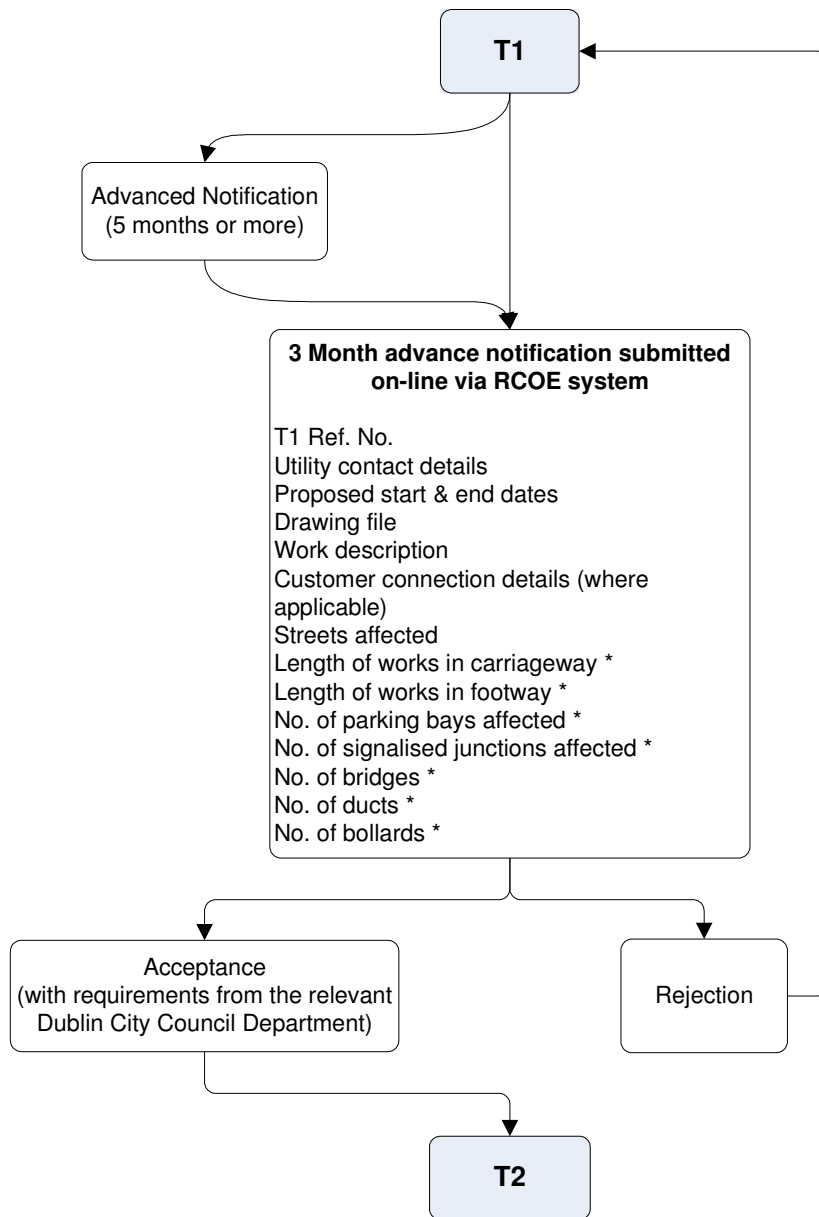 T1
Advanced Notification
(5 months or more)
3 Month advance notification submitted
on-line via RCOE system
T1 Ref. No.
Utility contact details
Proposed start & end dates
Drawing file
Work description
Customer connection details (where
applicable)
Streets affected
Length of works in carriageway *
Length of works in footway *
No. of parking bays affected *
No. of signalised junctions affected *
No. of bridges *
No. of ducts *
No. of bollards *
Acceptance
(with requirements from the relevant
Dublin City Council Department)
Rejection
T2